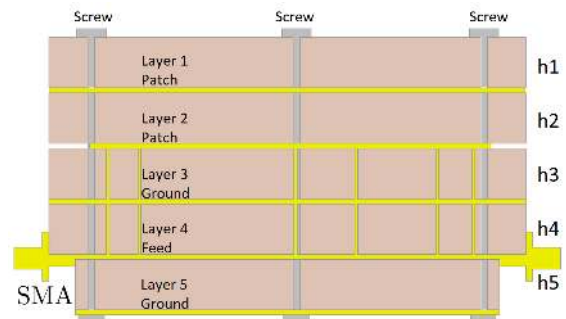 Screw Screw Screw
Layer 1
Patch
h1
Layer 2
Patch
h2
Layer 3
Ground
h3
Layer 4
Feed
h4
Layer 5
Ground
h5
SMA